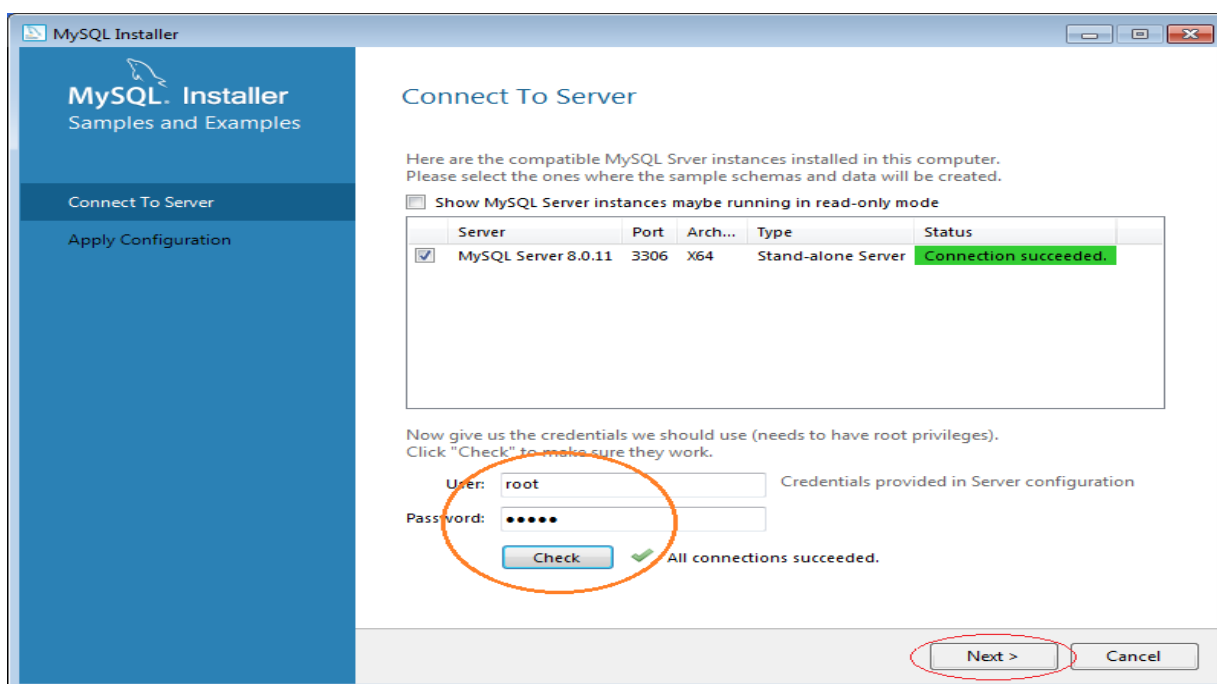 MySQL Installer
MySQL. Installer
Samples and Examples
Connect To Server
Apply Configuration
Connect To Server
Here are the compatible MySQL Srver instances installed in this computer.
Please select the ones where the sample schemas and data will be created.
Show MySQL Server instances maybe running in read-only mode
Server Port Arch... Type Status
MySQL Server 8.0.11 3306 X64 Stand-alone Server Connection succeeded.
Now give us the credentials we should use (needs to have root privileges).
Click "Check" to make sure they work.
User: root Credentials provided in Server configuration
Password: •••••
Check All connections succeeded.
Next > Cancel